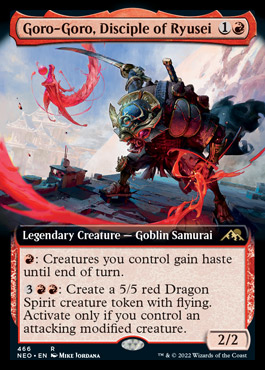 Goro-Goro, Disciple of Ryusei 1
Legendary Creature — Goblin Samurai
: Creatures you control gain haste
until end of turn.
3 : Create a 5/5 red Dragon
Spirit creature token with flying.
Activate only if you control an
attacking modified creature.
2/2
466 R
NEO • EN Mike Jordana
™ & © 2022 Wizards of the Coast